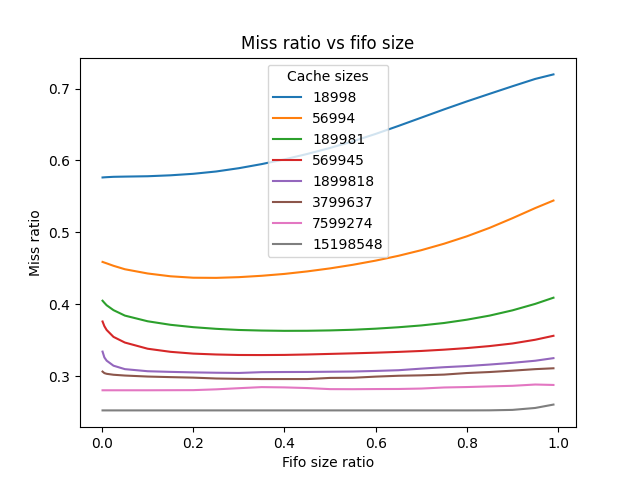 Miss ratio vs fifo size
Cache sizes
18998
56994
189981
569945
1899818
3799637
7599274
15198548
0.7
0.6
0.5
0.4
0.3
Miss ratio
0.0 0.2 0.4 0.6 0.8 1.0
Fifo size ratio